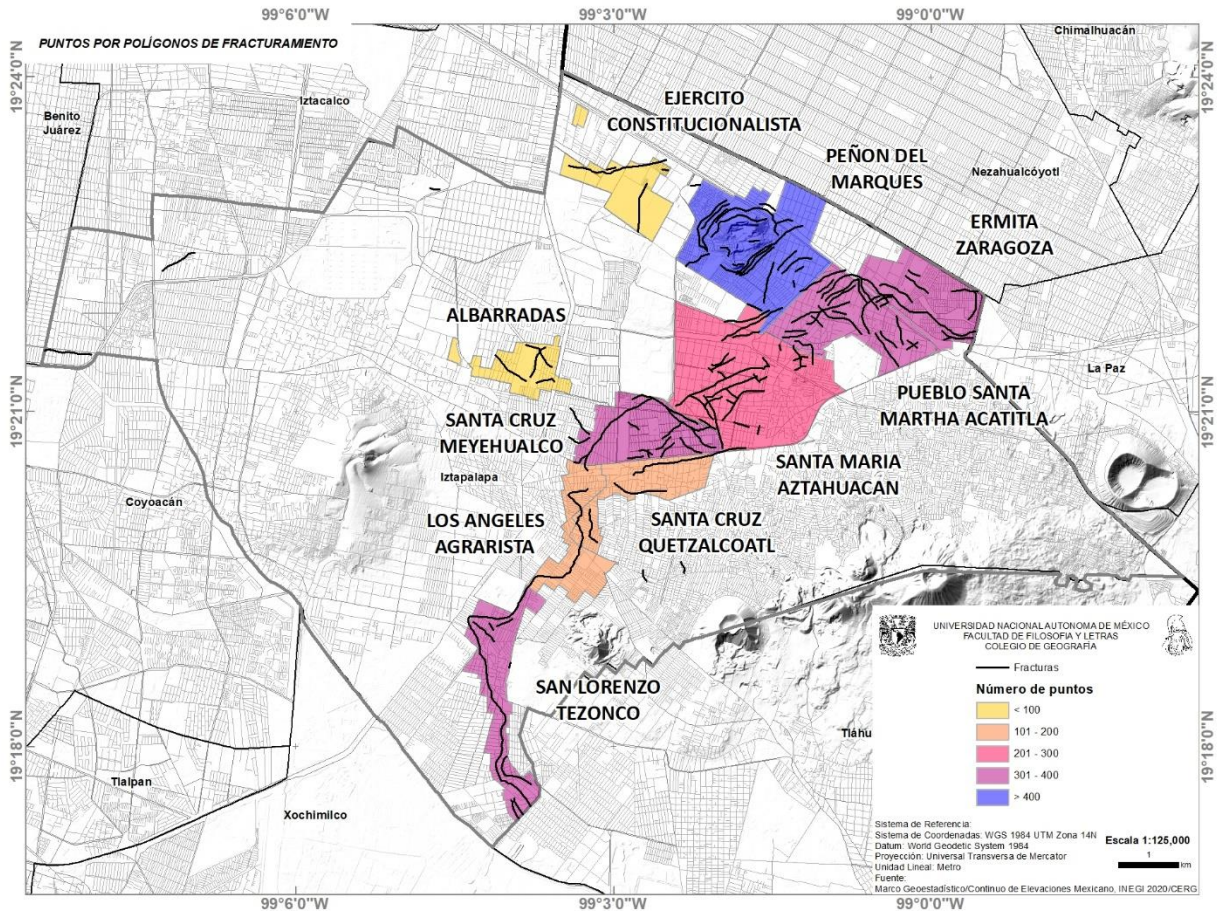 99°6'0"W
99°3'0"W
99°0'0"W
PUNTOS POR POLÍGONOS DE FRACTURAMIENTO
Chimalhuacán
19°24'0"N
19°24'0"N
Iztacalco
Benito
Juárez
EJERCITO
CONSTITUCIONALISTA
PEÑON DEL
MARQUES
Nezahualcóyotl
ERMITA
ZARAGOZA
ALBARRADAS
La Paz
19°21'0"N
19°21'0"N
PUEBLO SANTA
MARTHA ACATITLA
SANTA CRUZ
MEYEHUALCO
SANTA MARIA
AZTAHUACAN
Iztapalapa
Coyoacán
LOS ANGELES
AGRARISTA
SANTA CRUZ
QUETZALCOATL
SAN LORENZO
TEZONCO
Tláhu
19°18'0"N
19°18'0"N
Tlalpan
Xochimilco
UNIVERSIDAD NACIONAL AUTONOMA DE MÉXICO
FACULTAD DE FILOSOFIA Y LETRAS
COLEGIO DE GEOGRAFÍA
Fracturas
Número de puntos
< 100
101 - 200
201 - 300
301 - 400
> 400
Sistema de Referencia:
Sistema de Coordenadas: WGS 1984 UTM Zona 14N
Datum: World Geodetic System 1984
Proyección: Universal Transversa de Mercator
Unidad Lineal: Metro
Fuente:
Marco Geoestadístico/Continuo de Elevaciones Mexicano, INEGI 2020/CERG
Escala 1:125,000
1
km
99°6'0"W
99°3'0"W
99°0'0"W